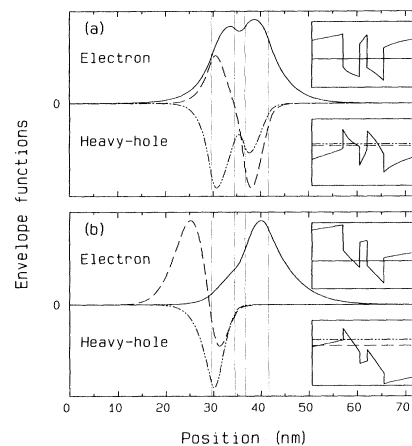 (a)
Electron
0
Heavy-hole
(b)
Electron
0
Heavy-hole
Envelope functions
0 10 20 30 40 50 60 70
Position (nm)